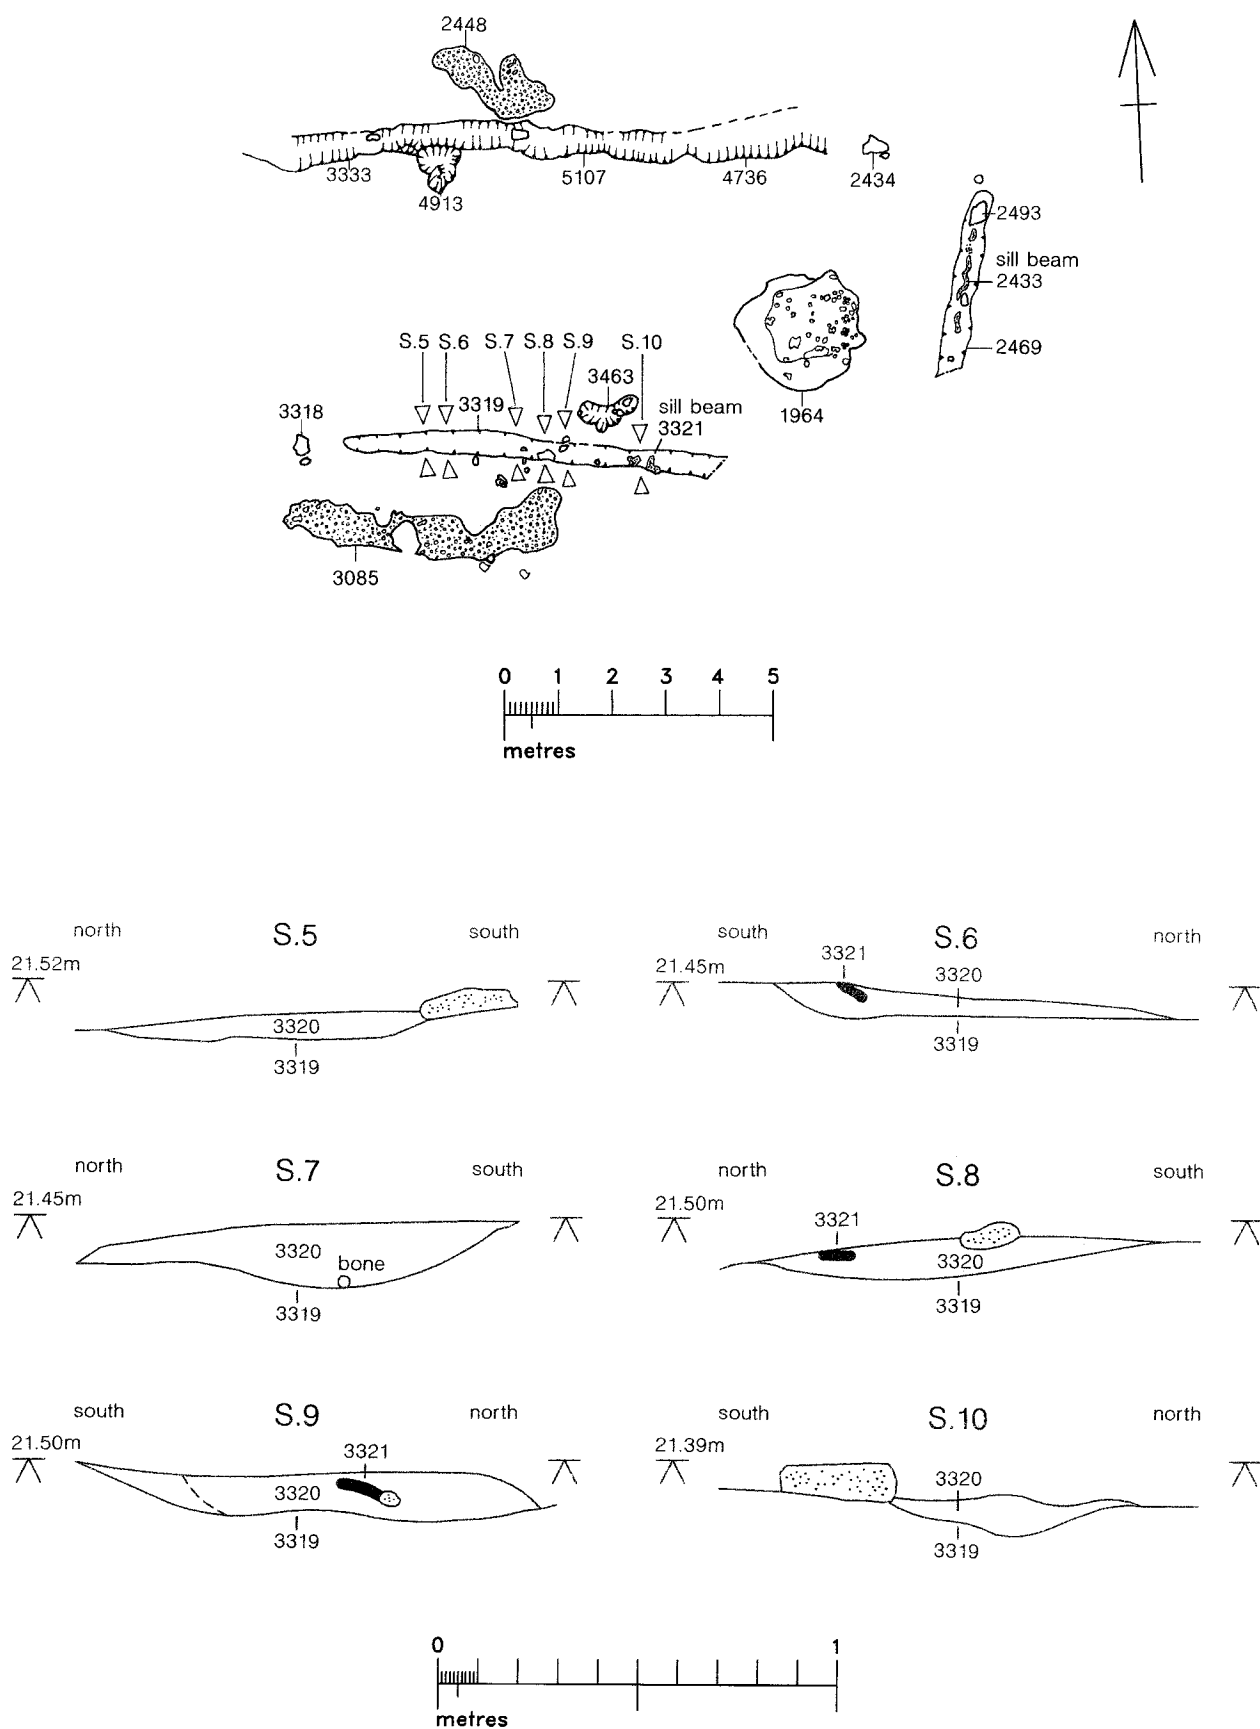 2448
3333
4913
5107
4736
2434
2493
sill beam
2433
2469
1964
S.5 S.6 S.7 S.8 S.9 S.10
3463
3318
3319
sill beam
3321
3085
0 1 2 3 4 5
metres
north S.5 south
21.52m
3320
3319
south S.6 north
21.45m
3321
3320
3319
north S.7 south
21.45m
3320
bone
3319
north S.8 south
21.50m
3321
3320
3319
south S.9 north
21.50m
3321
3320
3319
south S.10 north
21.39m
3320
3319
0 1
metres